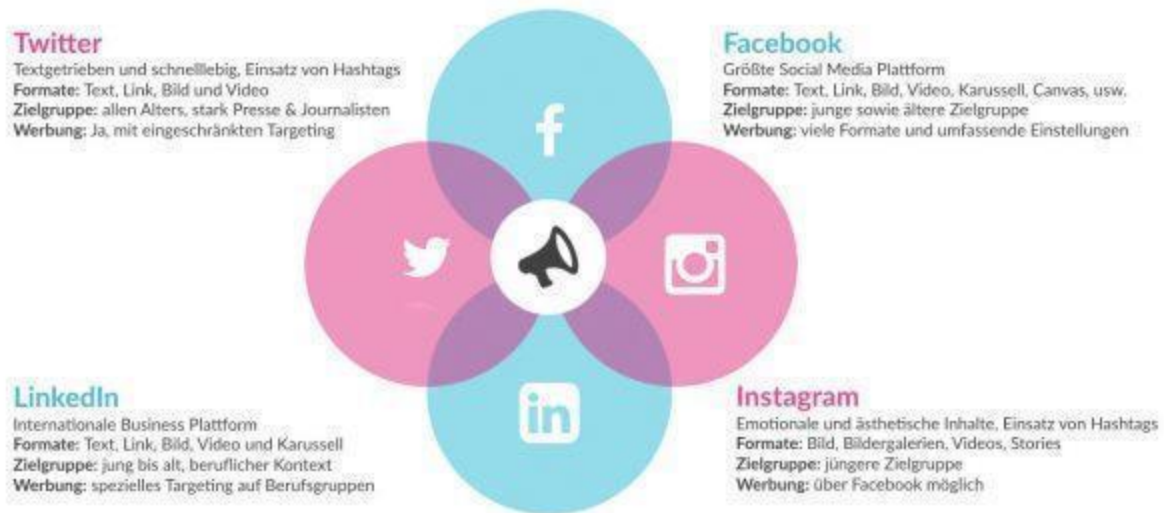 Twitter
Textgetrieben und schnelllebig, Einsatz von Hashtags
Formate: Text, Link, Bild und Video
Zielgruppe: allen Alters, stark Presse & Journalisten
Werbung: Ja, mit eingeschränkten Targeting
Facebook
Größte Social Media Plattform
Formate: Text, Link, Bild, Video, Karussell, Canvas, usw.
Zielgruppe: junge sowie ältere Zielgruppe
Werbung: viele Formate und umfassende Einstellungen
f
in
LinkedIn
Internationale Business Plattform
Formate: Text, Link, Bild, Video und Karussell
Zielgruppe: jung bis alt, beruflicher Kontext
Werbung: spezielles Targeting auf Berufsgruppen
Instagram
Emotionale und ästhetische Inhalte, Einsatz von Hashtags
Formate: Bild, Bildergalerien, Videos, Stories
Zielgruppe: jüngere Zielgruppe
Werbung: über Facebook möglich